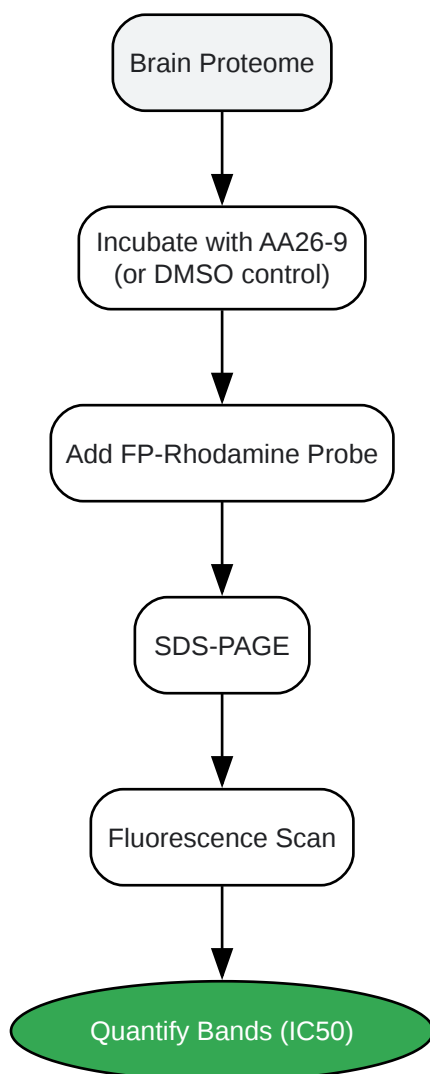 Brain Proteome
Incubate with AA26-9
(or DMSO control)
Add FP-Rhodamine Probe
SDS-PAGE
Fluorescence Scan
Quantify Bands (IC50)